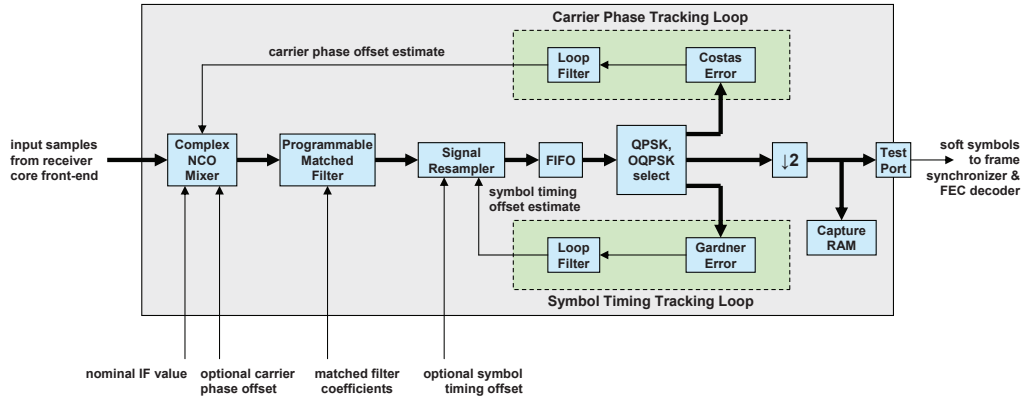 Carrier Phase Tracking Loop
carrier phase offset estimate
Loop
Filter
Costas
Error
input samples
from receiver
core front-end
Complex
NCO
Mixer
Programmable
Matched
Filter
Signal
Resampler
FIFO
QPSK,
OQPSK
select
↓2
Test
Port
soft symbols
to frame
synchronizer &
FEC decoder
symbol timing
offset estimate
Loop
Filter
Gardner
Error
Capture
RAM
Symbol Timing Tracking Loop
nominal IF value
optional carrier
phase offset
matched filter
coefficients
optional symbol
timing offset